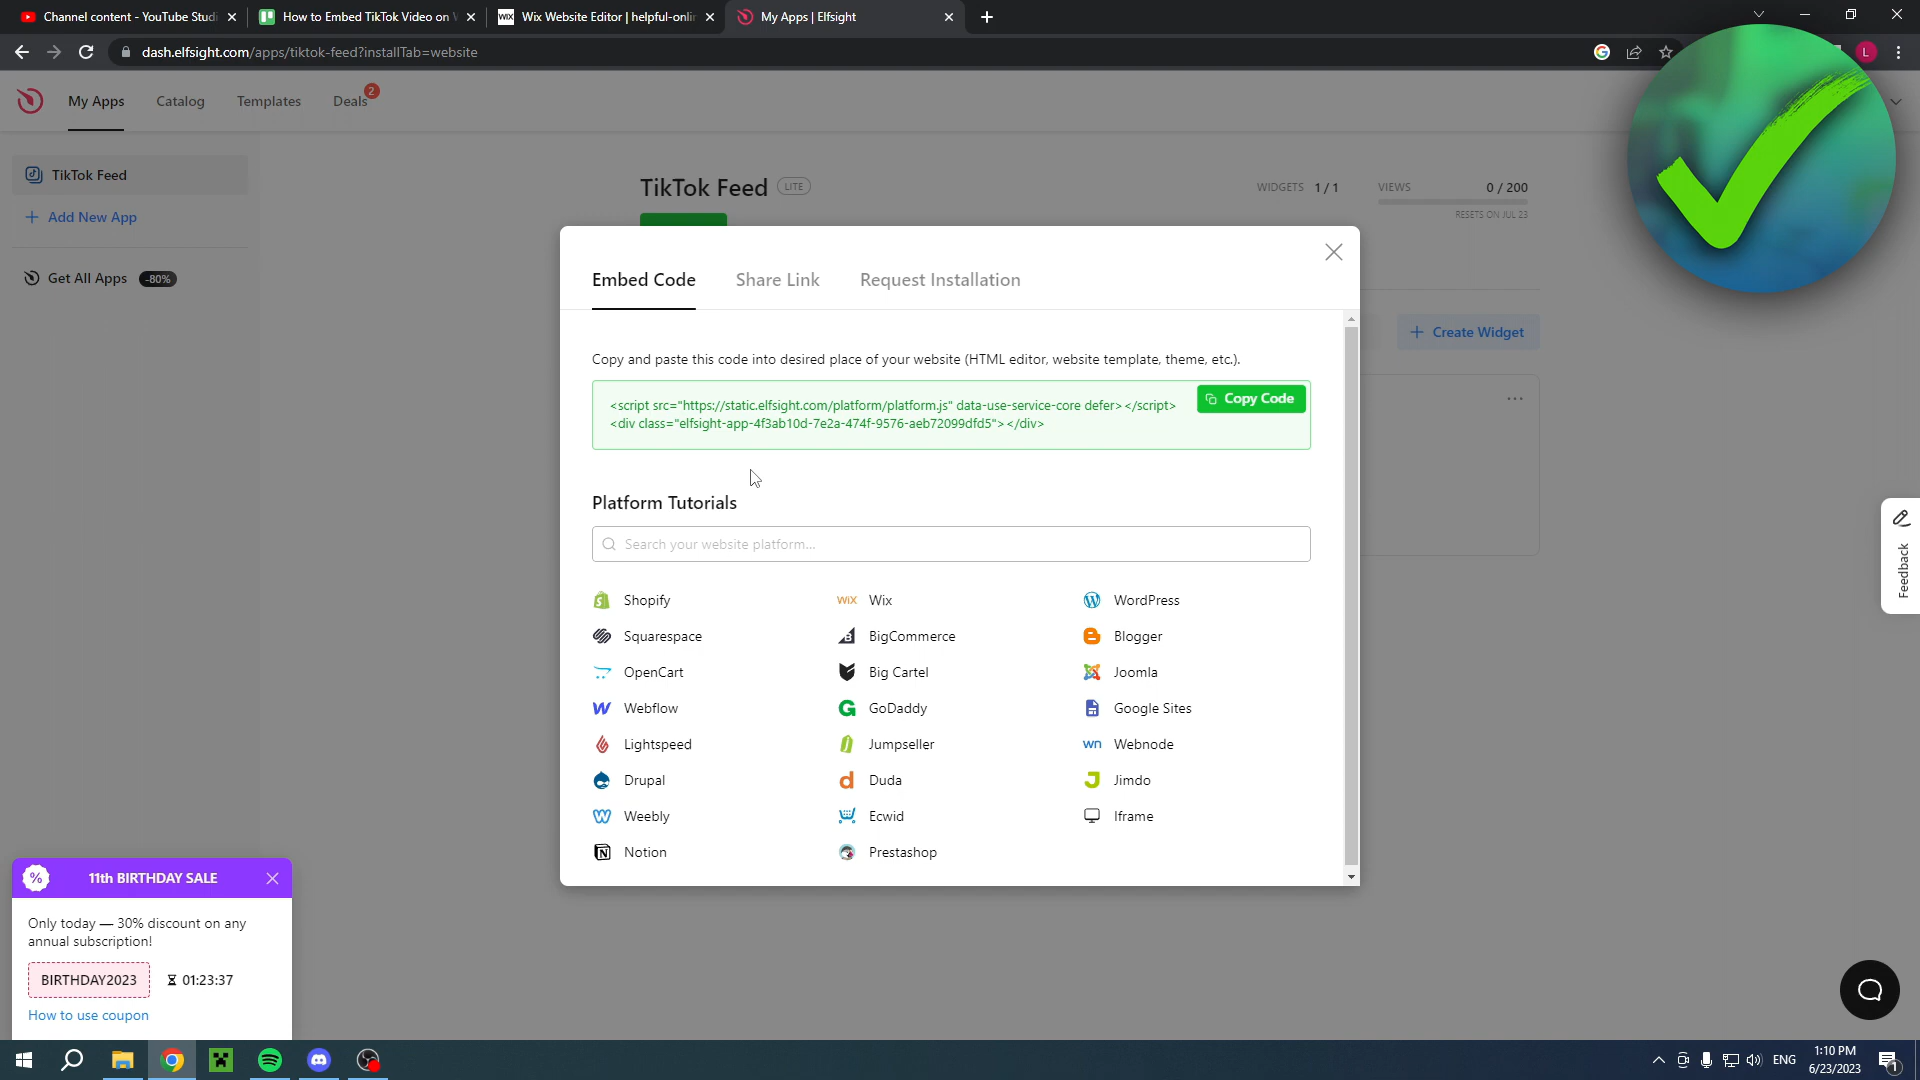 Channel content - YouTube Studi
How to Embed TikTok Video on
WiX Wix Website Editor | helpful-onlin
My Apps | Elfsight
dash.elfsight.com/apps/tiktok-feed?installTab=website
L
My Apps
Catalog
Templates
Deals
2
TikTok Feed
Add New App
Get All Apps -80%
TikTok Feed LITE
WIDGETS 1 / 1
VIEWS 0 / 200
RESETS ON JUL 23
Create Widget
Embed Code
Share Link
Request Installation
Copy and paste this code into desired place of your website (HTML editor, website template, theme, etc.).
<script src="https://static.elfsight.com/platform/platform.js" data-use-service-core defer></script>
<div class="elfsight-app-4f3ab10d-7e2a-474f-9576-aeb72099dfd5"></div>
Copy Code
Platform Tutorials
Search your website platform...
Shopify
WiX Wix
WordPress
Squarespace
BigCommerce
Blogger
OpenCart
Big Cartel
Joomla
Webflow
GoDaddy
Google Sites
Lightspeed
Jumpseller
wn Webnode
Drupal
Duda
Jimdo
Weebly
Ecwid
Iframe
Notion
Prestashop
Feedback
11th BIRTHDAY SALE
Only today — 30% discount on any
annual subscription!
BIRTHDAY2023
01:23:37
How to use coupon
ENG
1:10 PM
6/23/2023
1